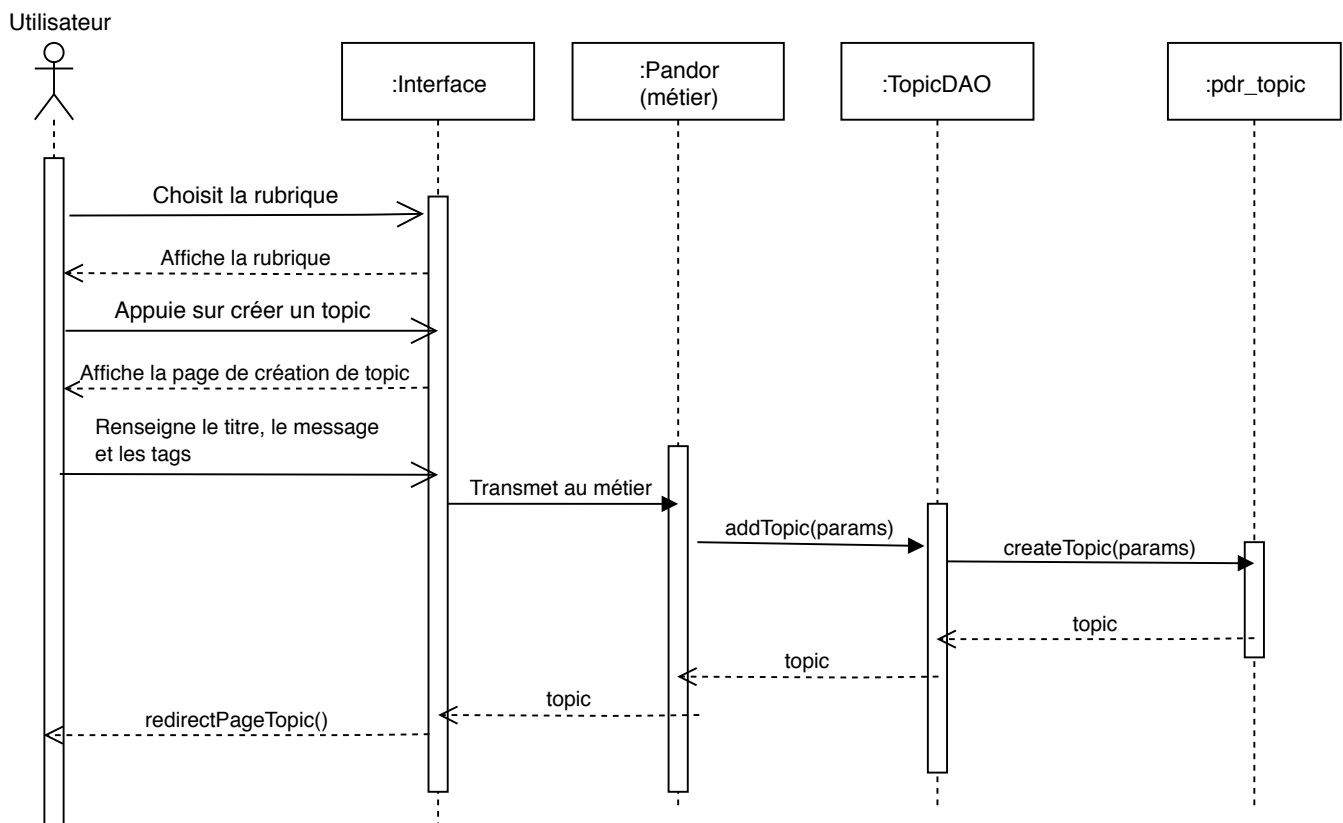 Utilisateur
:Interface
:Pandor
(métier)
:TopicDAO
:pdr_topic
Choisit la rubrique
Affiche la rubrique
Appuie sur créer un topic
Affiche la page de création de topic
Renseigne le titre, le message
et les tags
Transmet au métier
addTopic(params)
createTopic(params)
topic
topic
topic
redirectPageTopic()